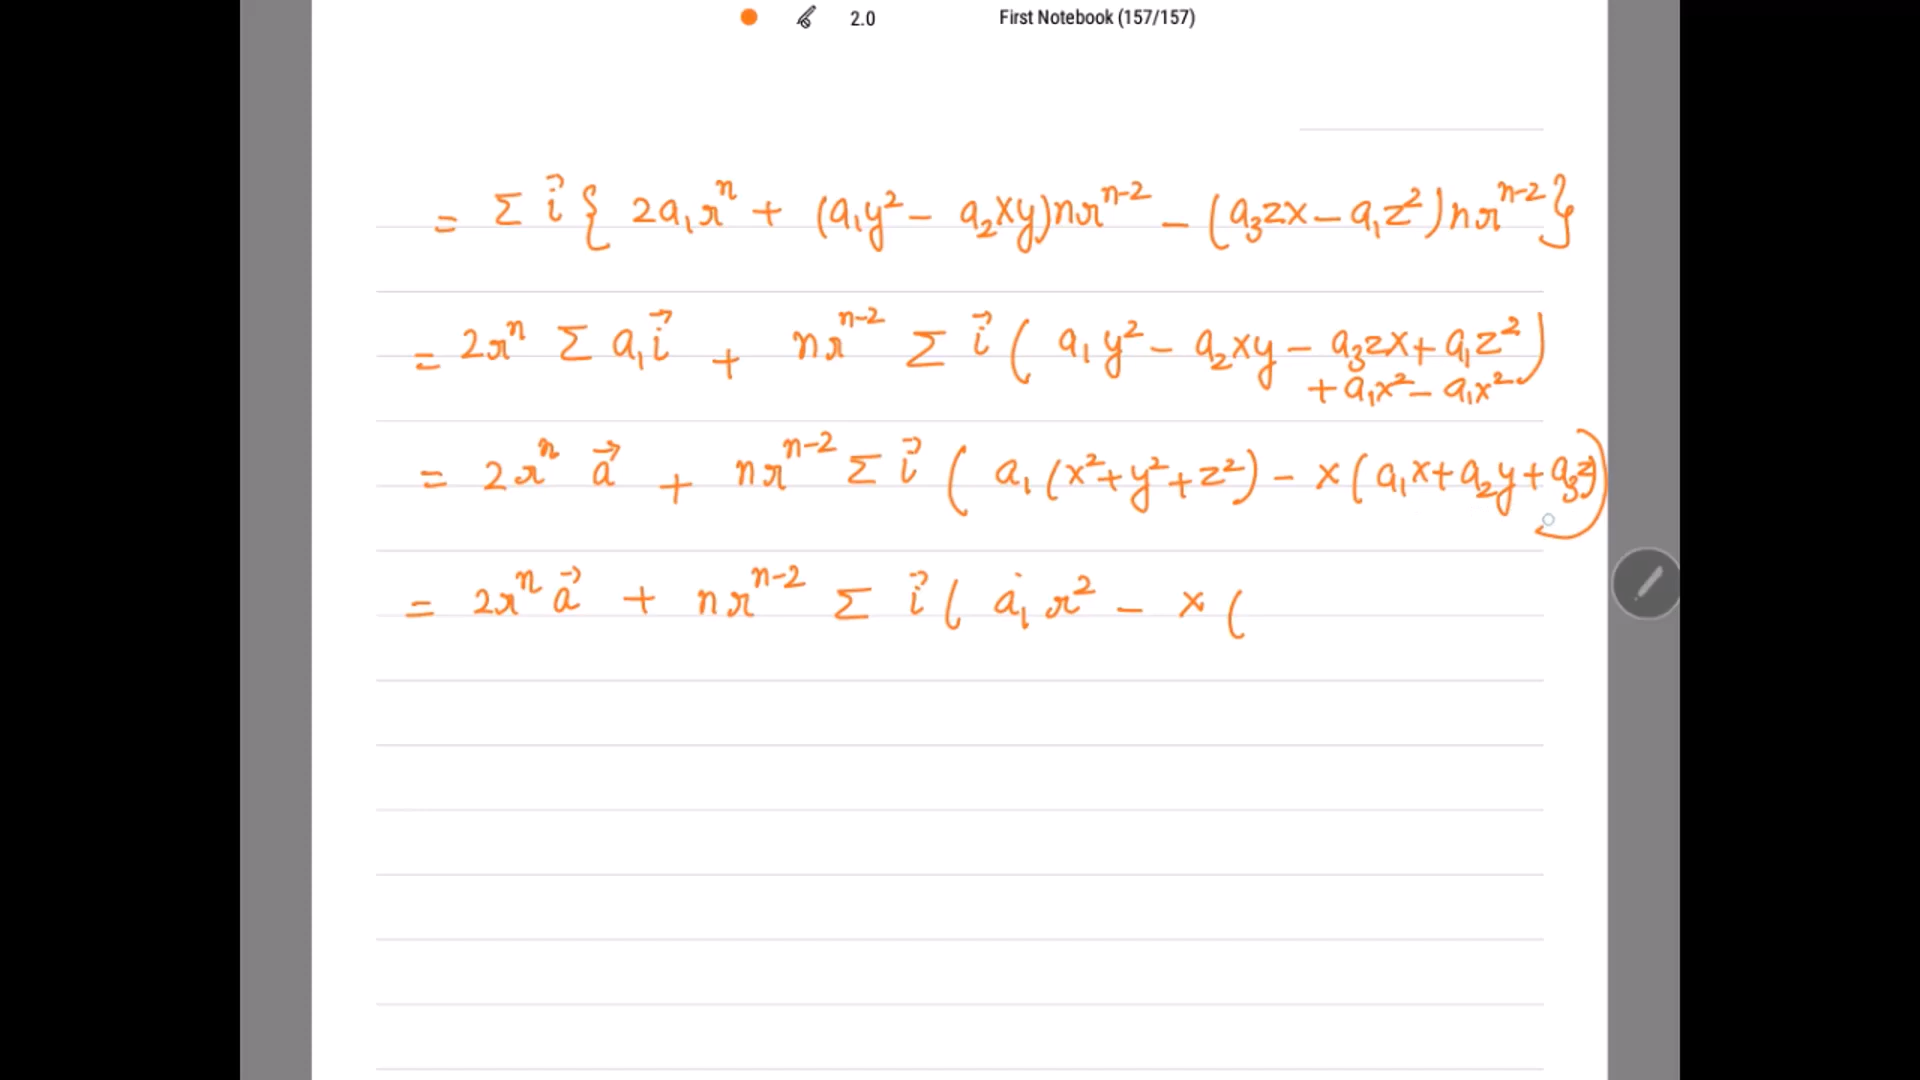 2.0 First Notebook (157/157)
= Σ i⃗ { 2a₁rⁿ + (a₁y² − a₂xy)nrⁿ⁻² − (a₃zx − a₁z²)nrⁿ⁻² }
= 2rⁿ Σ a₁i⃗ + nrⁿ⁻² Σ i⃗ ( a₁y² − a₂xy − a₃zx + a₁z²
+ a₁x² − a₁x² )
= 2rⁿ a⃗ + nrⁿ⁻² Σ i⃗ ( a₁(x²+y²+z²) − x(a₁x+a₂y+a₃z) )
= 2rⁿa⃗ + nrⁿ⁻² Σ i⃗ ( a₁r² − x (